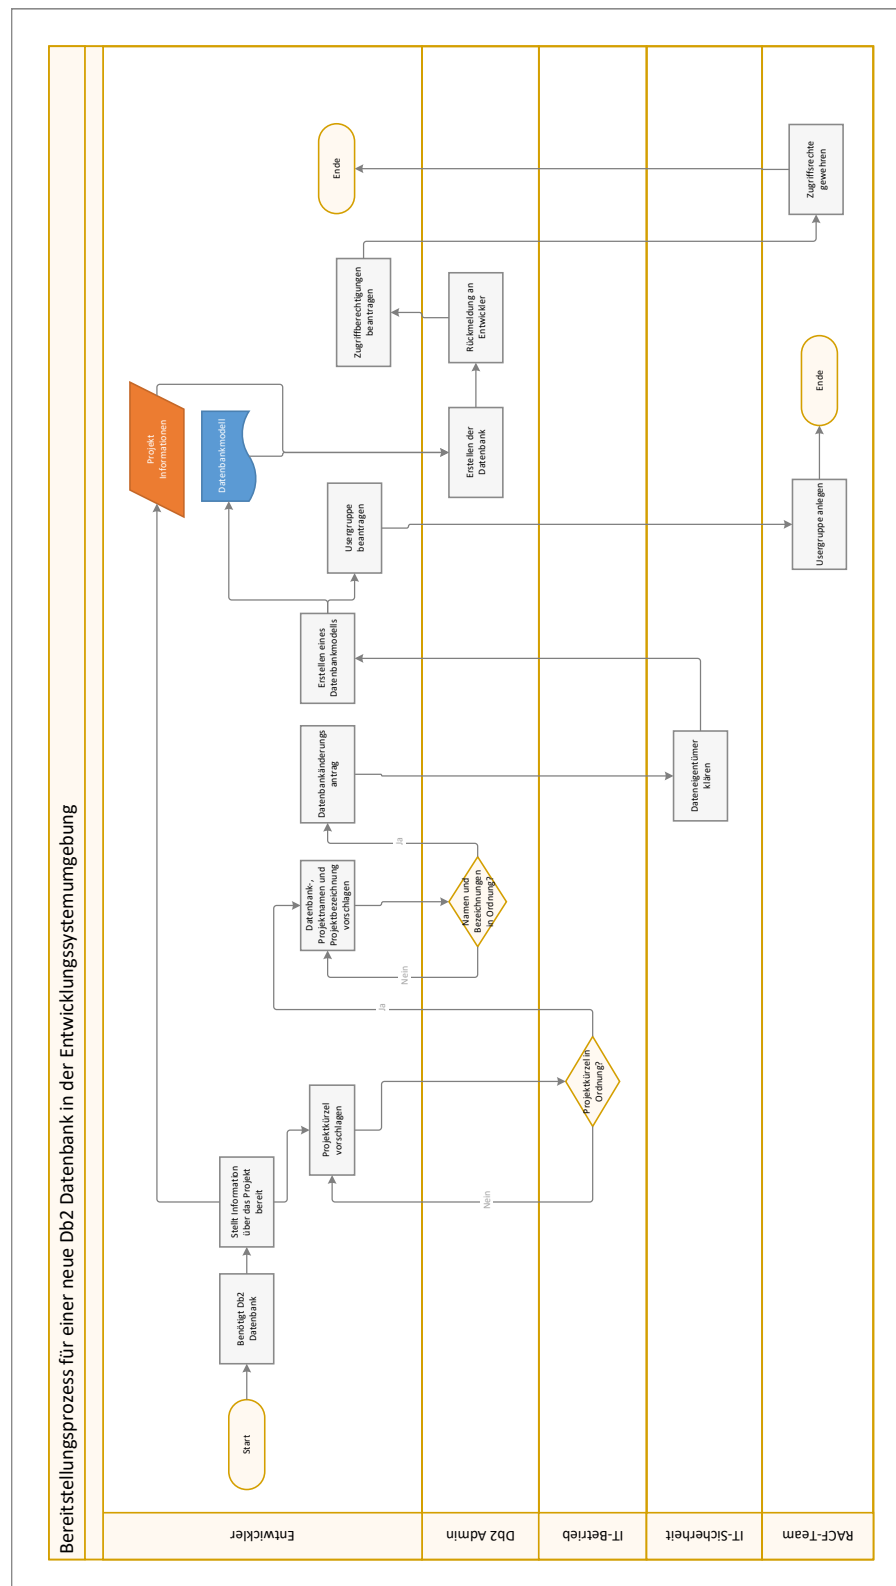 Bereitstellungsprozess für einer neue Db2 Datenbank in der Entwicklungssystemumgebung
Entwickler
Start
Benötigt Db2
Datenbank
Stellt Information
über das Projekt
bereit
Projektkürzel
vorschlagen
Nein
Ja
Datenbank-,
Projektnamen und
Projektbezeichnung
vorschlagen
Nein
Ja
Datenbankänderungs
antrag
Erstellen eines
Datenbankmodells
Usergruppe
beantragen
Projekt
Informationen
Datenbankmodell
Zugriffberechtigungen
beantragen
Ende
Db2 Admin
Namen und
Bezeichnungen
in Ordnung?
Erstellen der
Datenbank
Rückmeldung an
Entwickler
IT-Betrieb
Projektkürzel in
Ordnung?
IT-Sicherheit
Dateneigentümer
klären
RACF-Team
Usergruppe anlegen
Ende
Zugriffsrechte
gewehren